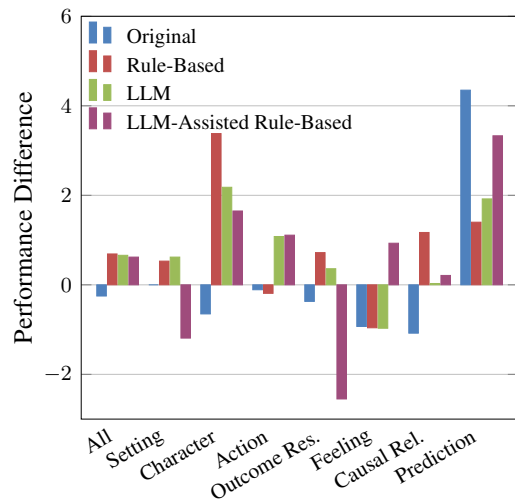 6
4
2
0
−2
Performance Difference
Original
Rule-Based
LLM
LLM-Assisted Rule-Based
All
Setting
Character
Action
Outcome Res.
Feeling
Causal Rel.
Prediction